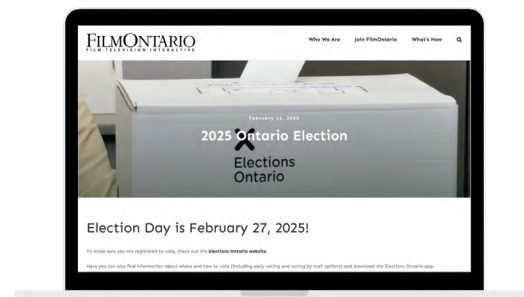 FILMONTARIO
FILM•TELEVISION•INTERACTIVE
Who We Are
Join FilmOntario
What's New
February 11, 2025
2025 Ontario Election
Elections
Ontario
Election Day is February 27, 2025!
To make sure you are registered to vote, check out the Elections Ontario website.
Here you can also find information about where and how to vote (including early voting and voting by mail options) and download the Elections Ontario app.